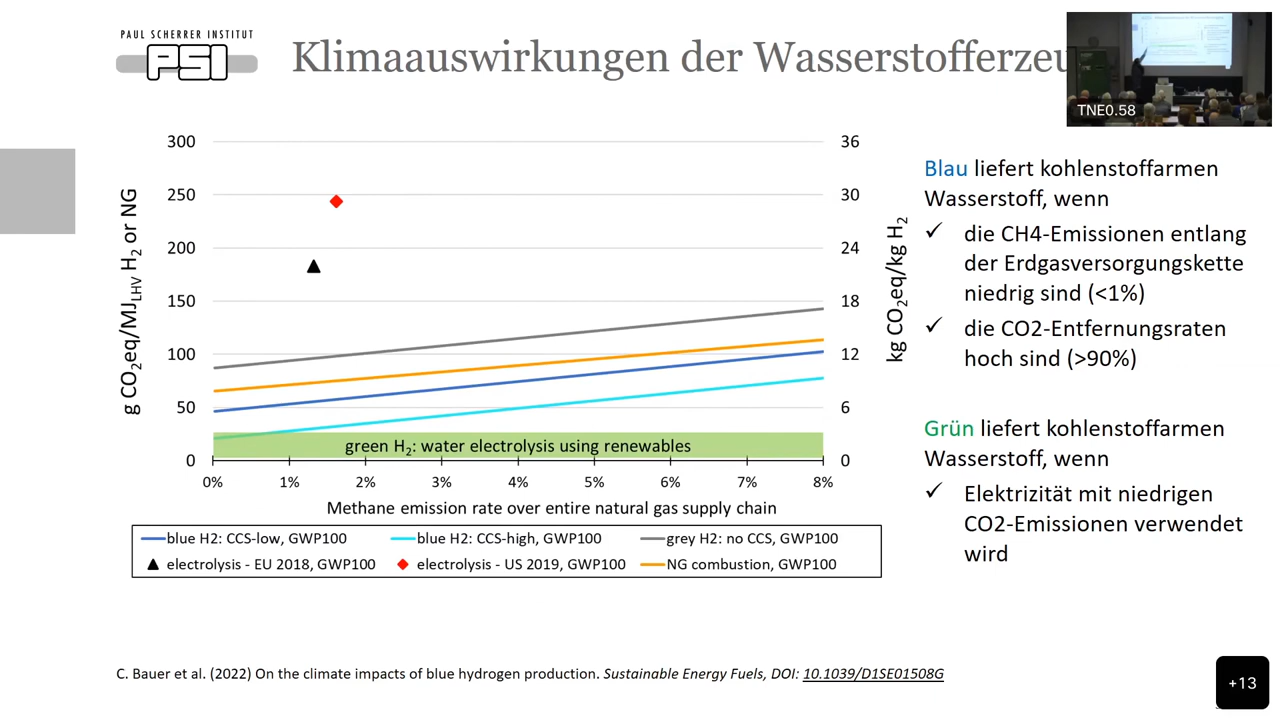 PAUL SCHERRER INSTITUT
PSI
Klimaauswirkungen der Wasserstofferzeu
TNE0.58
300
250
200
150
100
50
0
g CO₂eq/MJLHV H₂ or NG
36
30
24
18
12
6
0
kg CO₂eq/kg H₂
green H₂: water electrolysis using renewables
0% 1% 2% 3% 4% 5% 6% 7% 8%
Methane emission rate over entire natural gas supply chain
blue H2: CCS-low, GWP100 blue H2: CCS-high, GWP100 grey H2: no CCS, GWP100
electrolysis - EU 2018, GWP100 electrolysis - US 2019, GWP100 NG combustion, GWP100
Blau liefert kohlenstoffarmen
Wasserstoff, wenn
✓ die CH4-Emissionen entlang
der Erdgasversorgungskette
niedrig sind (<1%)
✓ die CO2-Entfernungsraten
hoch sind (>90%)
Grün liefert kohlenstoffarmen
Wasserstoff, wenn
✓ Elektrizität mit niedrigen
CO2-Emissionen verwendet
wird
C. Bauer et al. (2022) On the climate impacts of blue hydrogen production. Sustainable Energy Fuels, DOI: 10.1039/D1SE01508G
+13